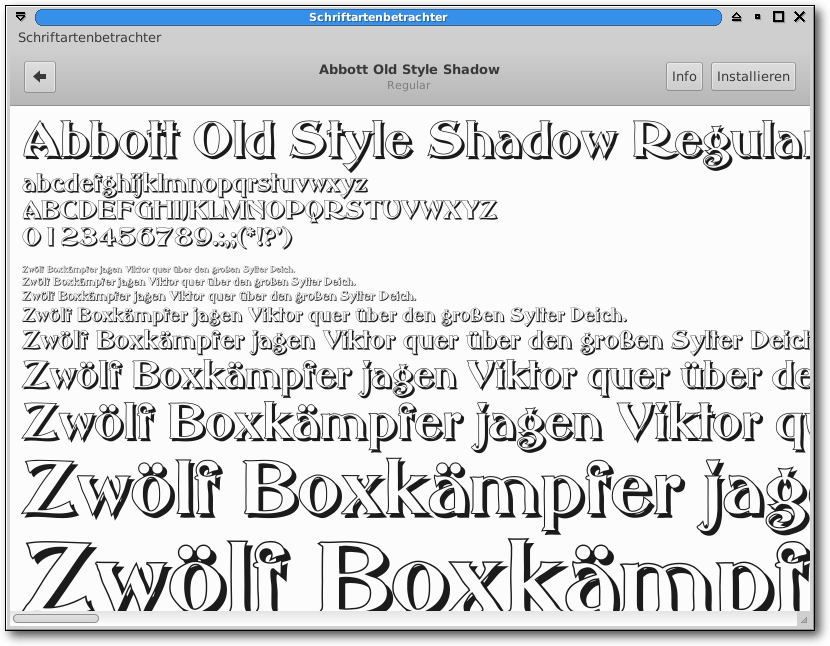 Schriftartenbetrachter
Schriftartenbetrachter
Abbott Old Style Shadow
Regular
Info
Installieren
Abbott Old Style Shadow Regular
abcdefghijklmnopqrstuvwxyz
ABCDEFGHIJKLMNOPQRSTUVWXYZ
0123456789.:,;(*!?')
Zwölf Boxkämpfer jagen Viktor quer über den großen Sylter Deich.
Zwölf Boxkämpfer jagen Viktor quer über den großen Sylter Deich.
Zwölf Boxkämpfer jagen Viktor quer über den großen Sylter Deich.
Zwölf Boxkämpfer jagen Viktor quer über den großen Sylter Deich.
Zwölf Boxkämpfer jagen Viktor quer über den großen Sylter Deich
Zwölf Boxkämpfer jagen Viktor quer über de
Zwölf Boxkämpfer jagen Viktor q
Zwölf Boxkämpfer jag
Zwölf Boxkämpf